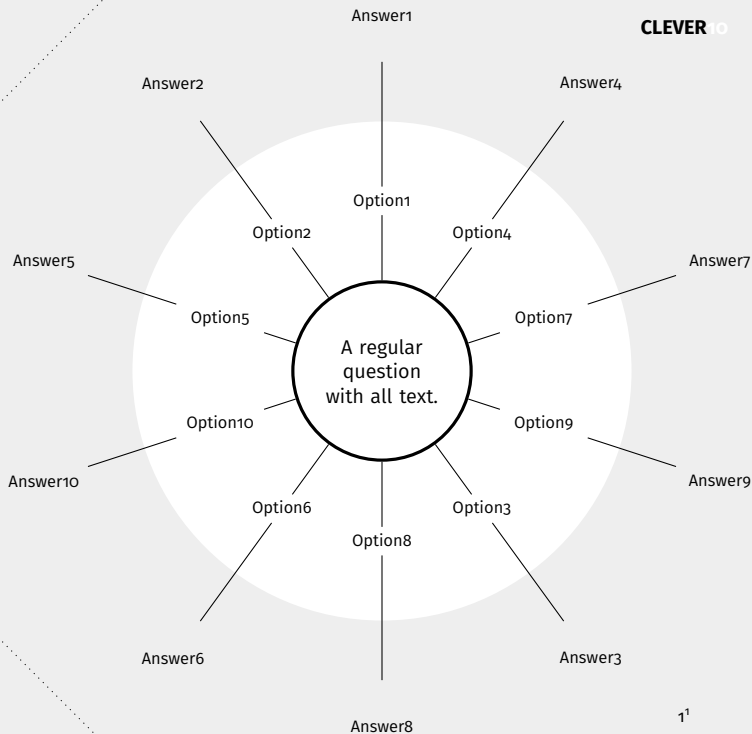 Answer1
CLEVER10
Answer2
Answer4
Option1
Option2
Option4
Answer5
Answer7
Option5
Option7
A regular
question
with all text.
Option10
Option9
Answer10
Answer9
Option6
Option3
Option8
Answer6
Answer3
1¹
Answer8